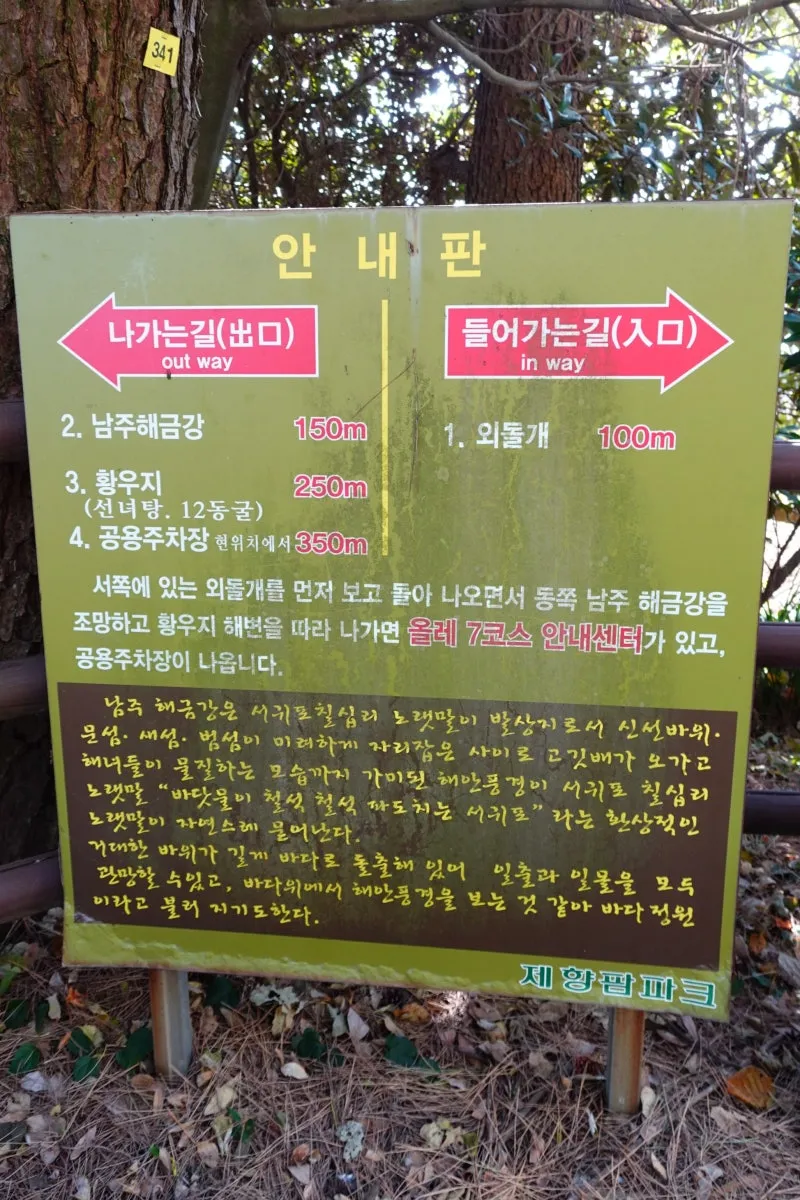 341
안 내 판
나가는길(出口)
out way
들어가는길(入口)
in way
2. 남주해금강 150m
3. 황우지 250m
(선녀탕. 12동굴)
4. 공용주차장 현위치에서 350m
1. 외돌개 100m
서쪽에 있는 외돌개를 먼저 보고 돌아 나오면서 동쪽 남주 해금강을
조망하고 황우지 해변을 따라 나가면 올레 7코스 안내센터가 있고,
공용주차장이 나옵니다.
남주 해금강은 서귀포칠십리 노랫말이 발상지로서 신선바위·
문섬·새섬·범섬이 미려하게 자리잡은 사이로 고깃배가 오가고
해녀들이 물질하는 모습까지 가미된 해안풍경이 서귀포 칠십리
노랫말 “바닷물이 철석 철석 파도치는 서귀포”라는 환상적인
노랫말이 자연스레 물어난다.
거대한 바위가 길게 바다로 돌출해 있어 일출과 일몰을 모두
관망할 수있고, 바다위에서 해안풍경을 보는 것 같아 바다정원
이라고 불러 지기도한다.
제향팜파크